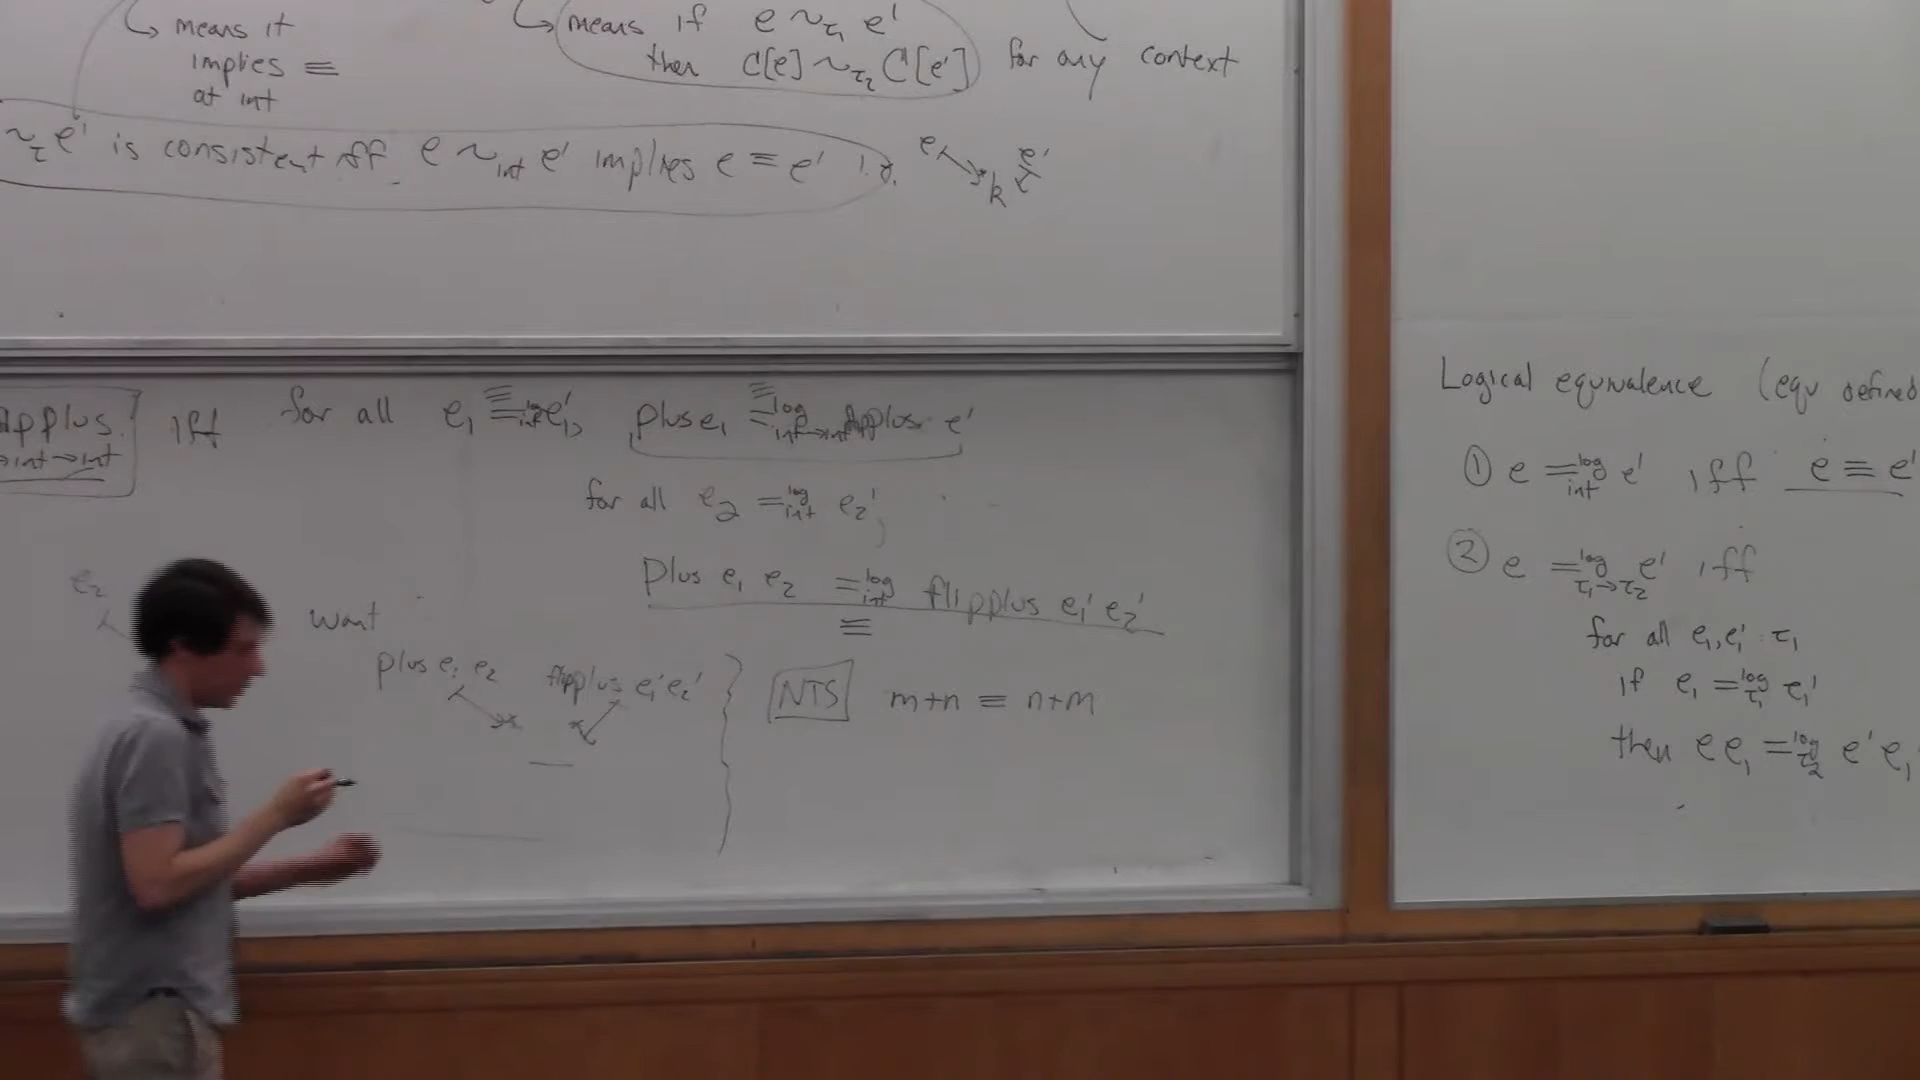 ↳ means it
implies ≡
at int
↳ means if e ~τ₁ e'
then C[e] ~τ₂ C[e'] for any context
~τ e' is consistent iff e ~int e' implies e ≡ e' i.e.
e ↘* k e'
applus iff for all e₁ ≡ e₁', plus e₁ =log int→int e'
→int→int
for all e₂ =log int e₂',
plus e₁ e₂ =log int flipplus e₁' e₂'
≡
e₂
want
plus e₁ e₂ flipplus e₁' e₂' } NTS m+n ≡ n+m
Logical equivalence (equ defined
① e =log int e' iff e ≡ e'
② e =log τ₁→τ₂ e' iff
for all e₁, e₁' : τ₁
if e₁ =log τ₁ e₁'
then e e₁ =log τ₂ e' e₁'